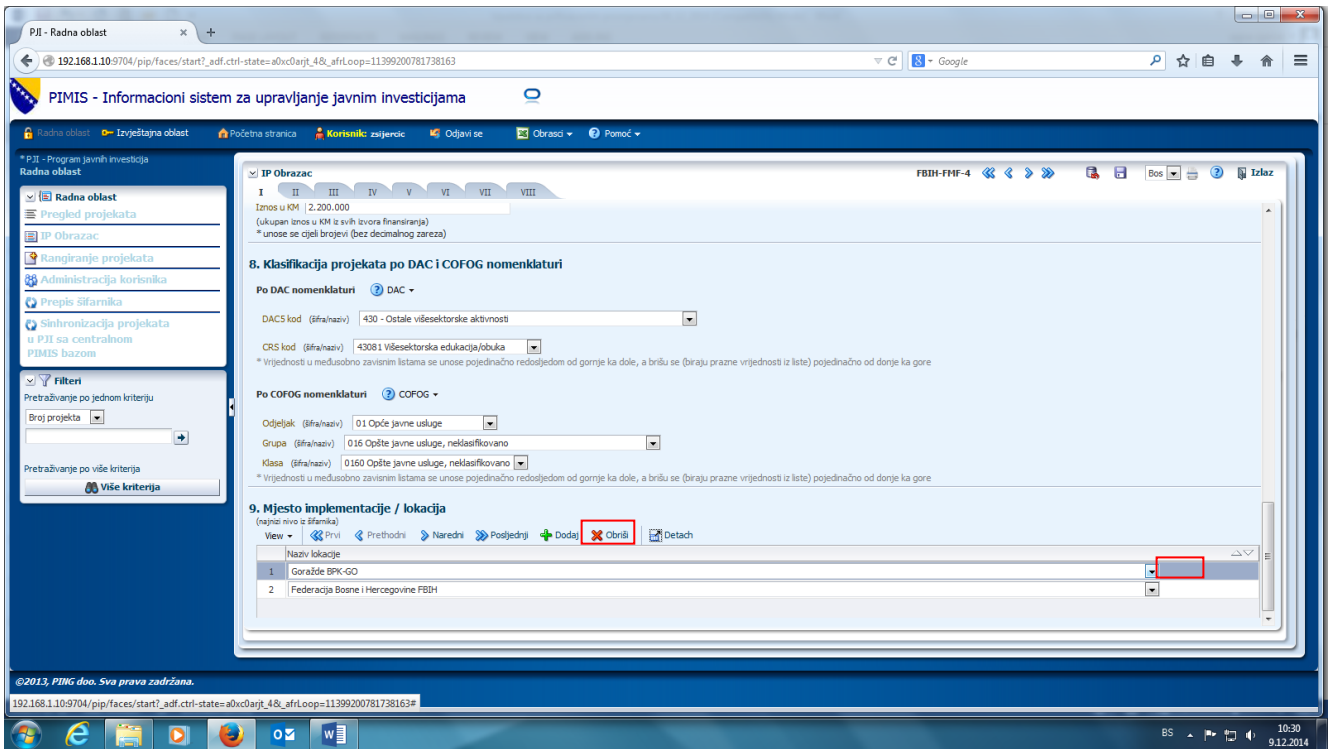 PJI - Radna oblast
192.168.1.10:9704/pip/faces/start?_adf.ctrl-state=a0xc0arjt_4&_afrLoop=11399200781738163
Google
PIMIS - Informacioni sistem za upravljanje javnim investicijama
Radna oblast
Izvještajna oblast
Početna stranica
Korisnik: zsijercic
Odjavi se
Obrasci
Pomoć
* PJI - Program javnih investicija
Radna oblast
Radna oblast
Pregled projekata
IP Obrazac
Rangiranje projekata
Administracija korisnika
Prepis šifarnika
Sinhronizacija projekata
u PJI sa centralnom
PIMIS bazom
Filteri
Pretraživanje po jednom kriteriju
Broj projekta
Pretraživanje po više kriterija
Više kriterija
IP Obrazac
FBIH-FMF-4
Bos
Izlaz
I II III IV V VI VII VIII
Iznos u KM 2.200.000
(ukupan iznos u KM iz svih izvora finansiranja)
* unose se cijeli brojevi (bez decimalnog zareza)
8. Klasifikacija projekata po DAC i COFOG nomenklaturi
Po DAC nomenklaturi DAC
DAC5 kod (šifra/naziv) 430 - Ostale višesektorske aktivnosti
CRS kod (šifra/naziv) 43081 Višesektorska edukacija/obuka
* Vrijednosti u međusobno zavisnim listama se unose pojedinačno redosljedom od gornje ka dole, a brišu se (biraju prazne vrijednosti iz liste) pojedinačno od donje ka gore
Po COFOG nomenklaturi COFOG
Odjeljak (šifra/naziv) 01 Opće javne usluge
Grupa (šifra/naziv) 016 Opšte javne usluge, neklasifikovano
Klasa (šifra/naziv) 0160 Opšte javne usluge, neklasifikovano
* Vrijednosti u međusobno zavisnim listama se unose pojedinačno redosljedom od gornje ka dole, a brišu se (biraju prazne vrijednosti iz liste) pojedinačno od donje ka gore
9. Mjesto implementacije / lokacija
(najnizi nivo iz šifarnika)
View Prvi Prethodni Naredni Posljednji Dodaj Obriši Detach
Naziv lokacije
1 Goražde BPK-GO
2 Federacija Bosne i Hercegovine FBIH
©2013, PING doo. Sva prava zadržana.
192.168.1.10:9704/pip/faces/start?_adf.ctrl-state=a0xc0arjt_4&_afrLoop=11399200781738163#
BS
10:30
9.12.2014